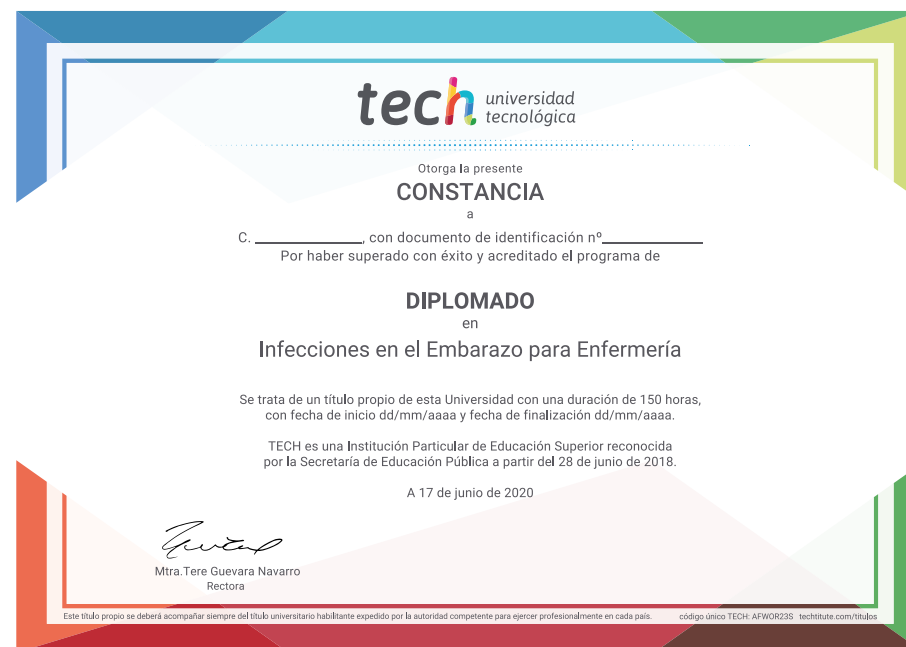 tech universidad
tecnológica
Otorga la presente
CONSTANCIA
a
C. ____________, con documento de identificación nº____________
Por haber superado con éxito y acreditado el programa de
DIPLOMADO
en
Infecciones en el Embarazo para Enfermería
Se trata de un título propio de esta Universidad con una duración de 150 horas,
con fecha de inicio dd/mm/aaaa y fecha de finalización dd/mm/aaaa.
TECH es una Institución Particular de Educación Superior reconocida
por la Secretaría de Educación Pública a partir del 28 de junio de 2018.
A 17 de junio de 2020
Mtra.Tere Guevara Navarro
Rectora
Este título propio se deberá acompañar siempre del título universitario habilitante expedido por la autoridad competente para ejercer profesionalmente en cada país. código único TECH: AFWOR23S techtitute.com/titulos